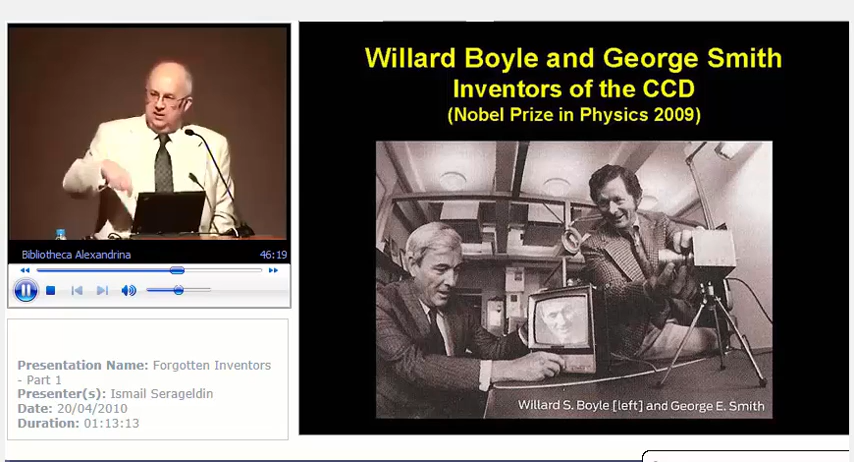 Willard Boyle and George Smith
Inventors of the CCD
(Nobel Prize in Physics 2009)
Bibliotheca Alexandrina 46:19
Presentation Name: Forgotten Inventors
- Part 1
Presenter(s): Ismail Serageldin
Date: 20/04/2010
Duration: 01:13:13
Willard S. Boyle [left] and George E. Smith